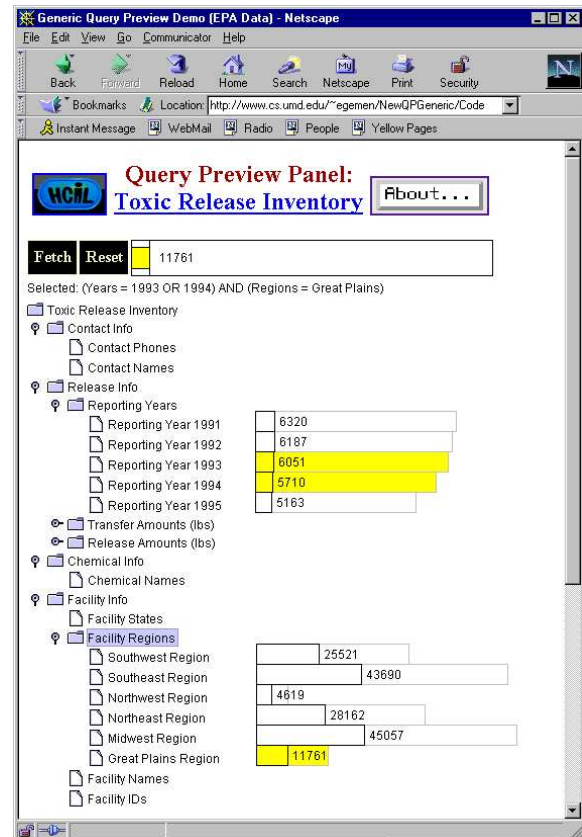 Generic Query Preview Demo (EPA Data) - Netscape
File Edit View Go Communicator Help
Back Forward Reload Home Search Netscape Print Security
My
N
Bookmarks Location: http://www.cs.umd.edu/~egemen/NewQPGeneric/Code
Instant Message WebMail Radio People Yellow Pages
HCIL
Query Preview Panel:
Toxic Release Inventory
About...
Fetch Reset 11761
Selected: (Years = 1993 OR 1994) AND (Regions = Great Plains)
Toxic Release Inventory
Contact Info
Contact Phones
Contact Names
Release Info
Reporting Years
Reporting Year 1991 6320
Reporting Year 1992 6187
Reporting Year 1993 6051
Reporting Year 1994 5710
Reporting Year 1995 5163
Transfer Amounts (lbs)
Release Amounts (lbs)
Chemical Info
Chemical Names
Facility Info
Facility States
Facility Regions
Southwest Region 25521
Southeast Region 43690
Northwest Region 4619
Northeast Region 28162
Midwest Region 45057
Great Plains Region 11761
Facility Names
Facility IDs